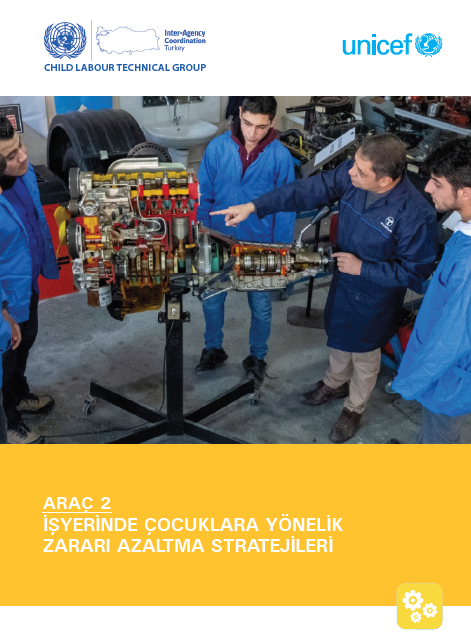 Inter-Agency
Coordination
Turkey
CHILD LABOUR TECHNICAL GROUP
unicef
ARAÇ 2
İŞYERİNDE ÇOCUKLARA YÖNELİK
ZARARI AZALTMA STRATEJİLERİ